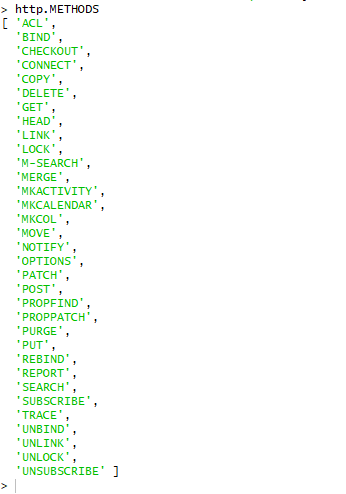 > http.METHODS
[ 'ACL',
'BIND',
'CHECKOUT',
'CONNECT',
'COPY',
'DELETE',
'GET',
'HEAD',
'LINK',
'LOCK',
'M-SEARCH',
'MERGE',
'MKACTIVITY',
'MKCALENDAR',
'MKCOL',
'MOVE',
'NOTIFY',
'OPTIONS',
'PATCH',
'POST',
'PROPFIND',
'PROPPATCH',
'PURGE',
'PUT',
'REBIND',
'REPORT',
'SEARCH',
'SUBSCRIBE',
'TRACE',
'UNBIND',
'UNLINK',
'UNLOCK',
'UNSUBSCRIBE' ]
>